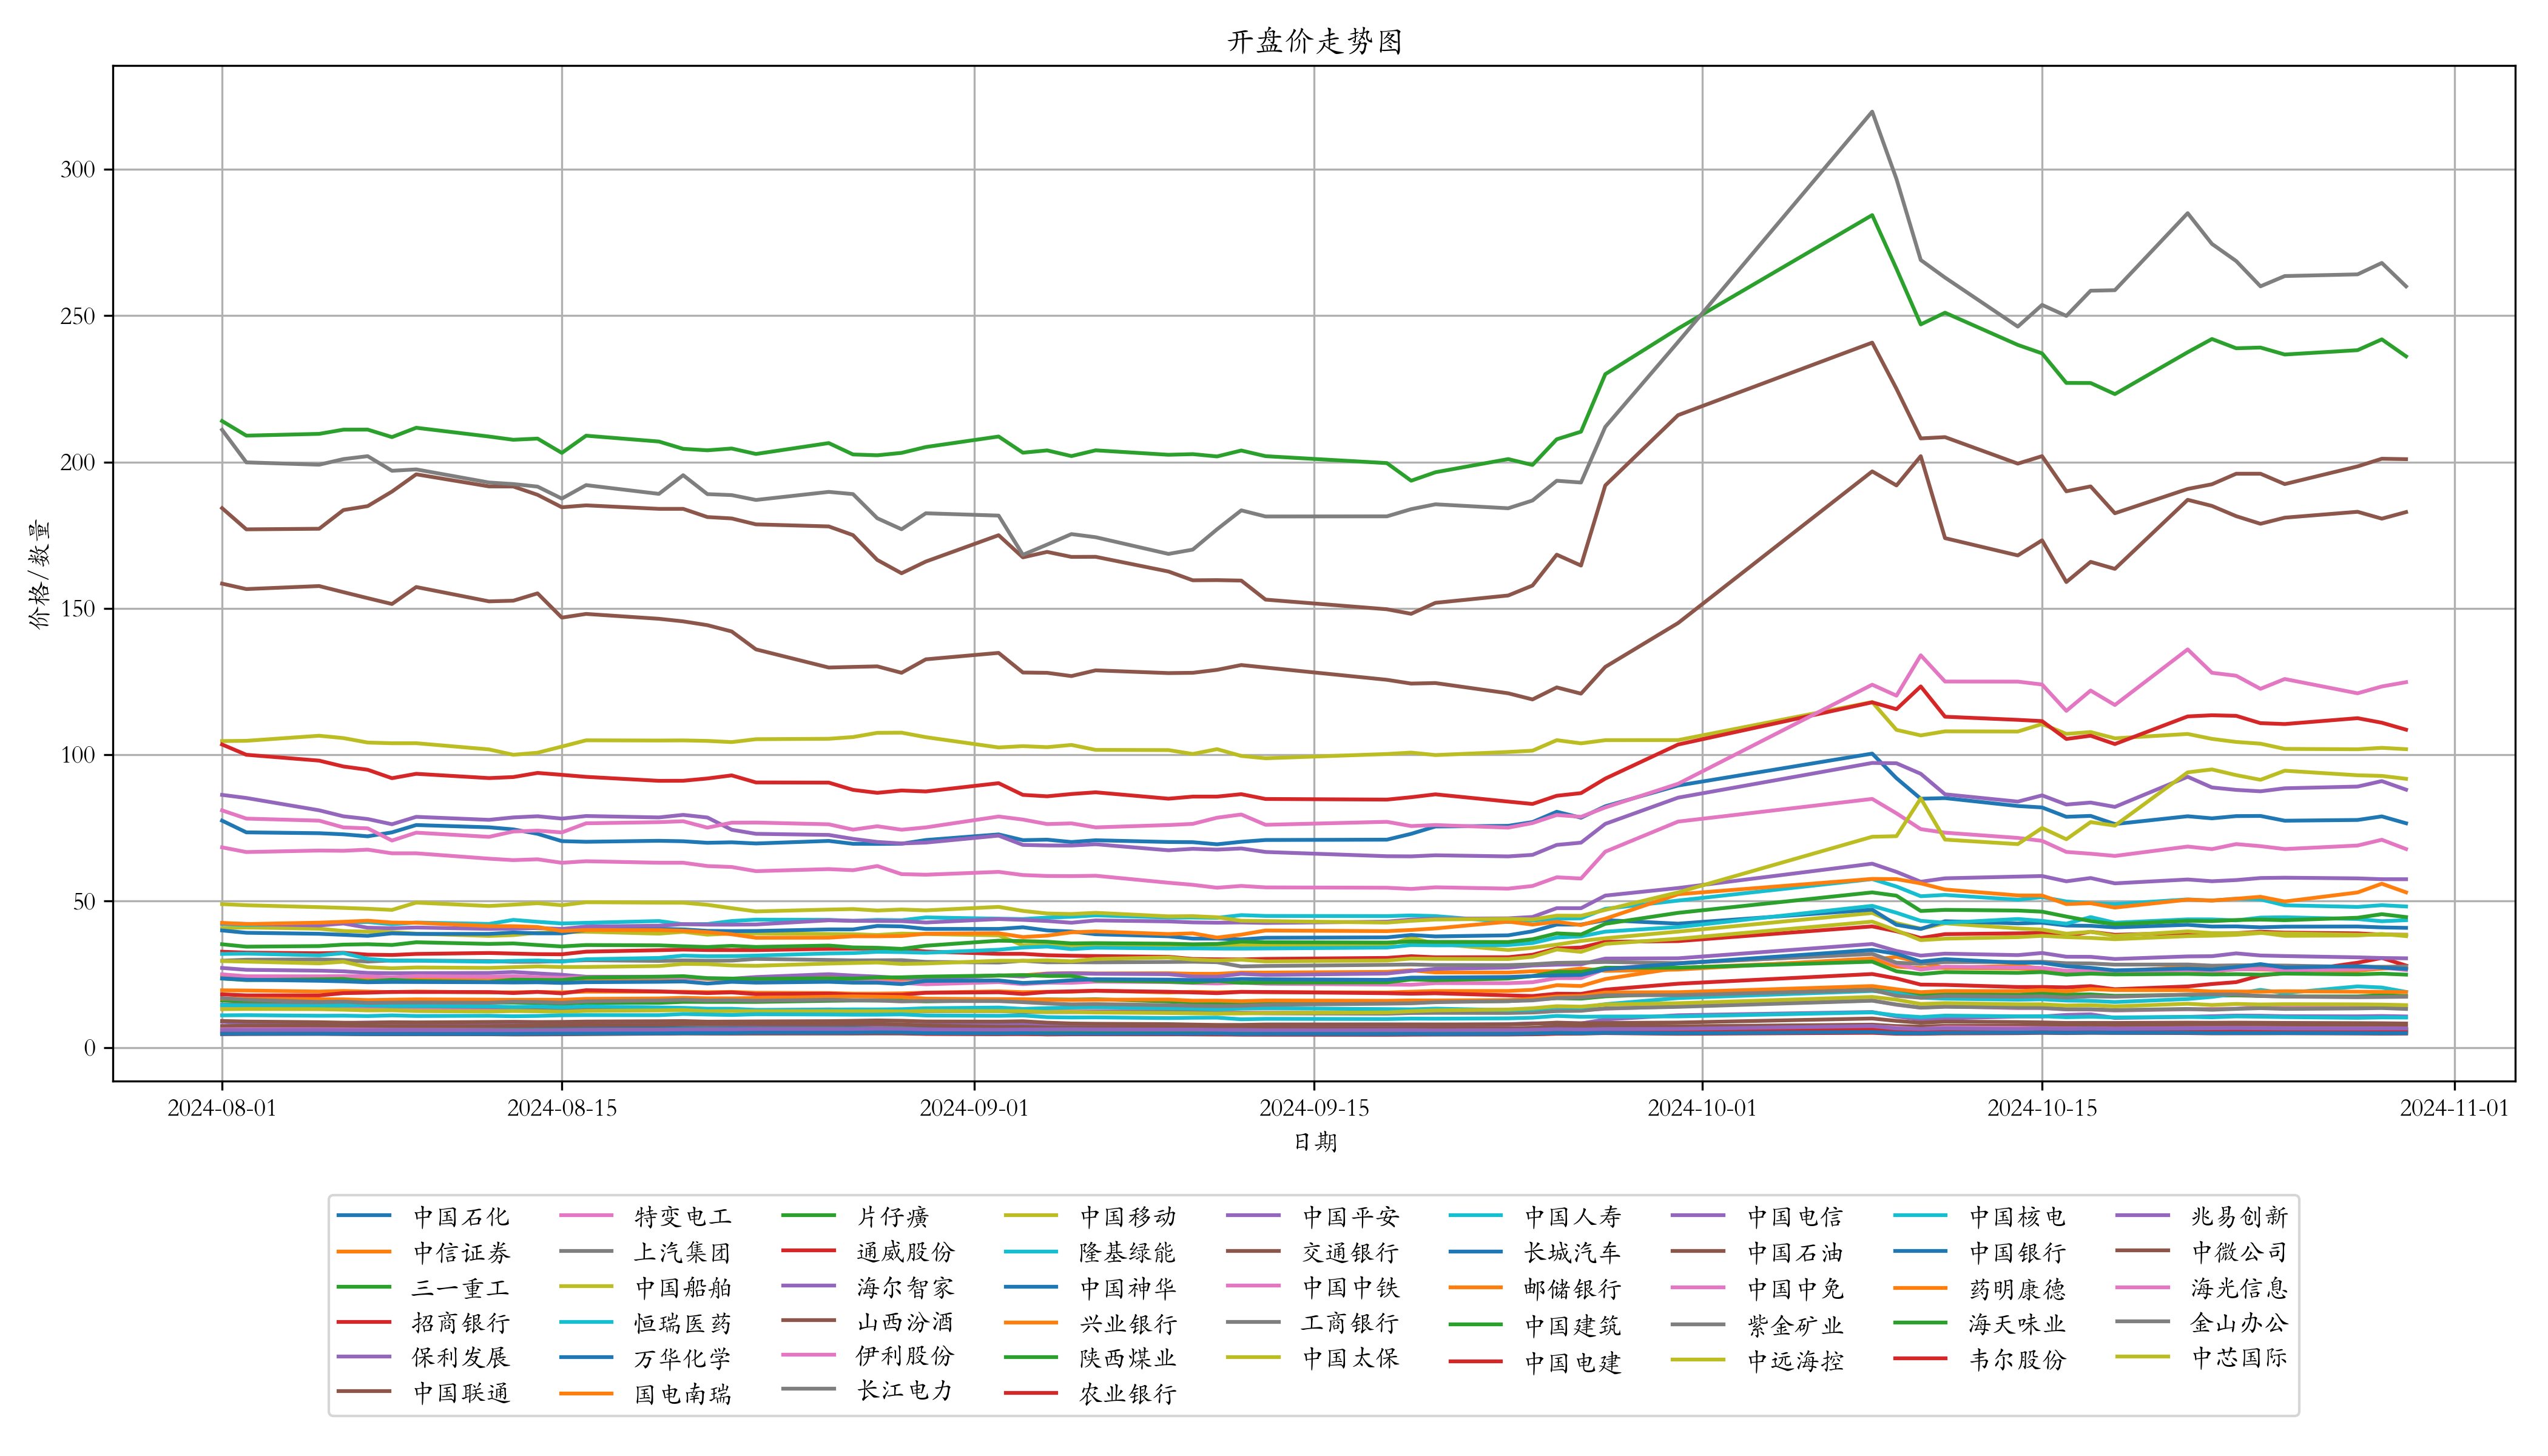 开盘价走势图
价格/数量
300
250
200
150
100
50
0
2024-08-01 2024-08-15 2024-09-01 2024-09-15 2024-10-01 2024-10-15 2024-11-01
日期
中国石化 特变电工 片仔癀 中国移动 中国平安 中国人寿 中国电信 中国核电 兆易创新
中信证券 上汽集团 通威股份 隆基绿能 交通银行 长城汽车 中国石油 中国银行 中微公司
三一重工 中国船舶 海尔智家 中国神华 中国中铁 邮储银行 中国中免 药明康德 海光信息
招商银行 恒瑞医药 山西汾酒 兴业银行 工商银行 中国建筑 紫金矿业 海天味业 金山办公
保利发展 万华化学 伊利股份 陕西煤业 中国太保 中国电建 中远海控 韦尔股份 中芯国际
中国联通 国电南瑞 长江电力 农业银行